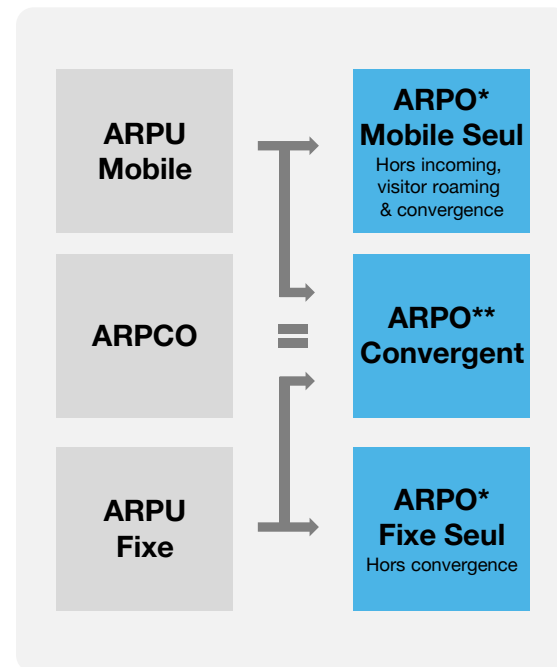 ARPU
Mobile
ARPO*
Mobile Seul
Hors incoming,
visitor roaming
& convergence
ARPCO
=
ARPO**
Convergent
ARPU
Fixe
ARPO*
Fixe Seul
Hors convergence